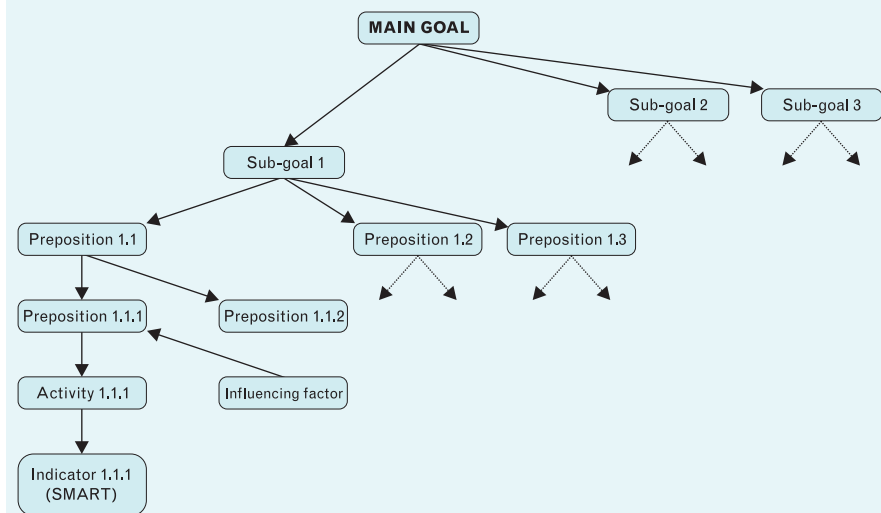 MAIN GOAL
Sub-goal 2
Sub-goal 3
Sub-goal 1
Preposition 1.1
Preposition 1.2
Preposition 1.3
Preposition 1.1.1
Preposition 1.1.2
Activity 1.1.1
Influencing factor
Indicator 1.1.1
(SMART)